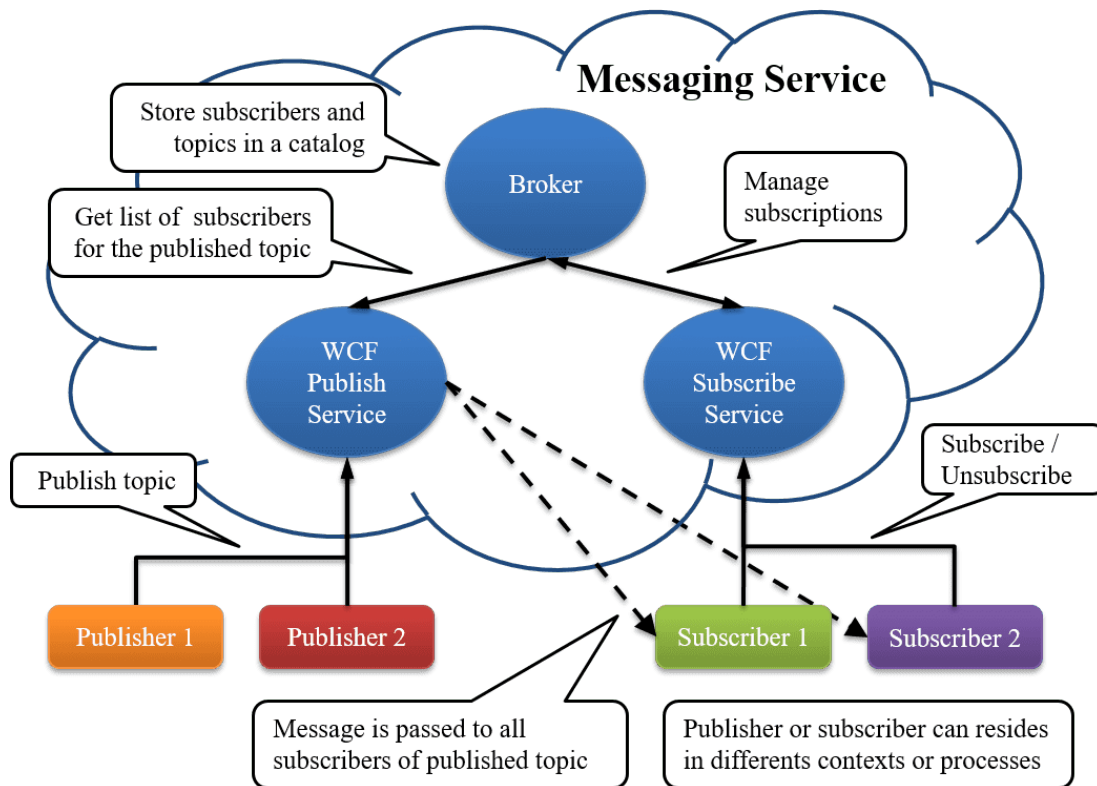 Messaging Service
Store subscribers and
topics in a catalog
Broker
Manage
subscriptions
Get list of  subscribers
for the published topic
WCF
Publish
Service
WCF
Subscribe
Service
Publish topic
Subscribe /
Unsubscribe
Publisher 1
Publisher 2
Subscriber 1
Subscriber 2
Message is passed to all
subscribers of published topic
Publisher or subscriber can resides
in differents contexts or processes